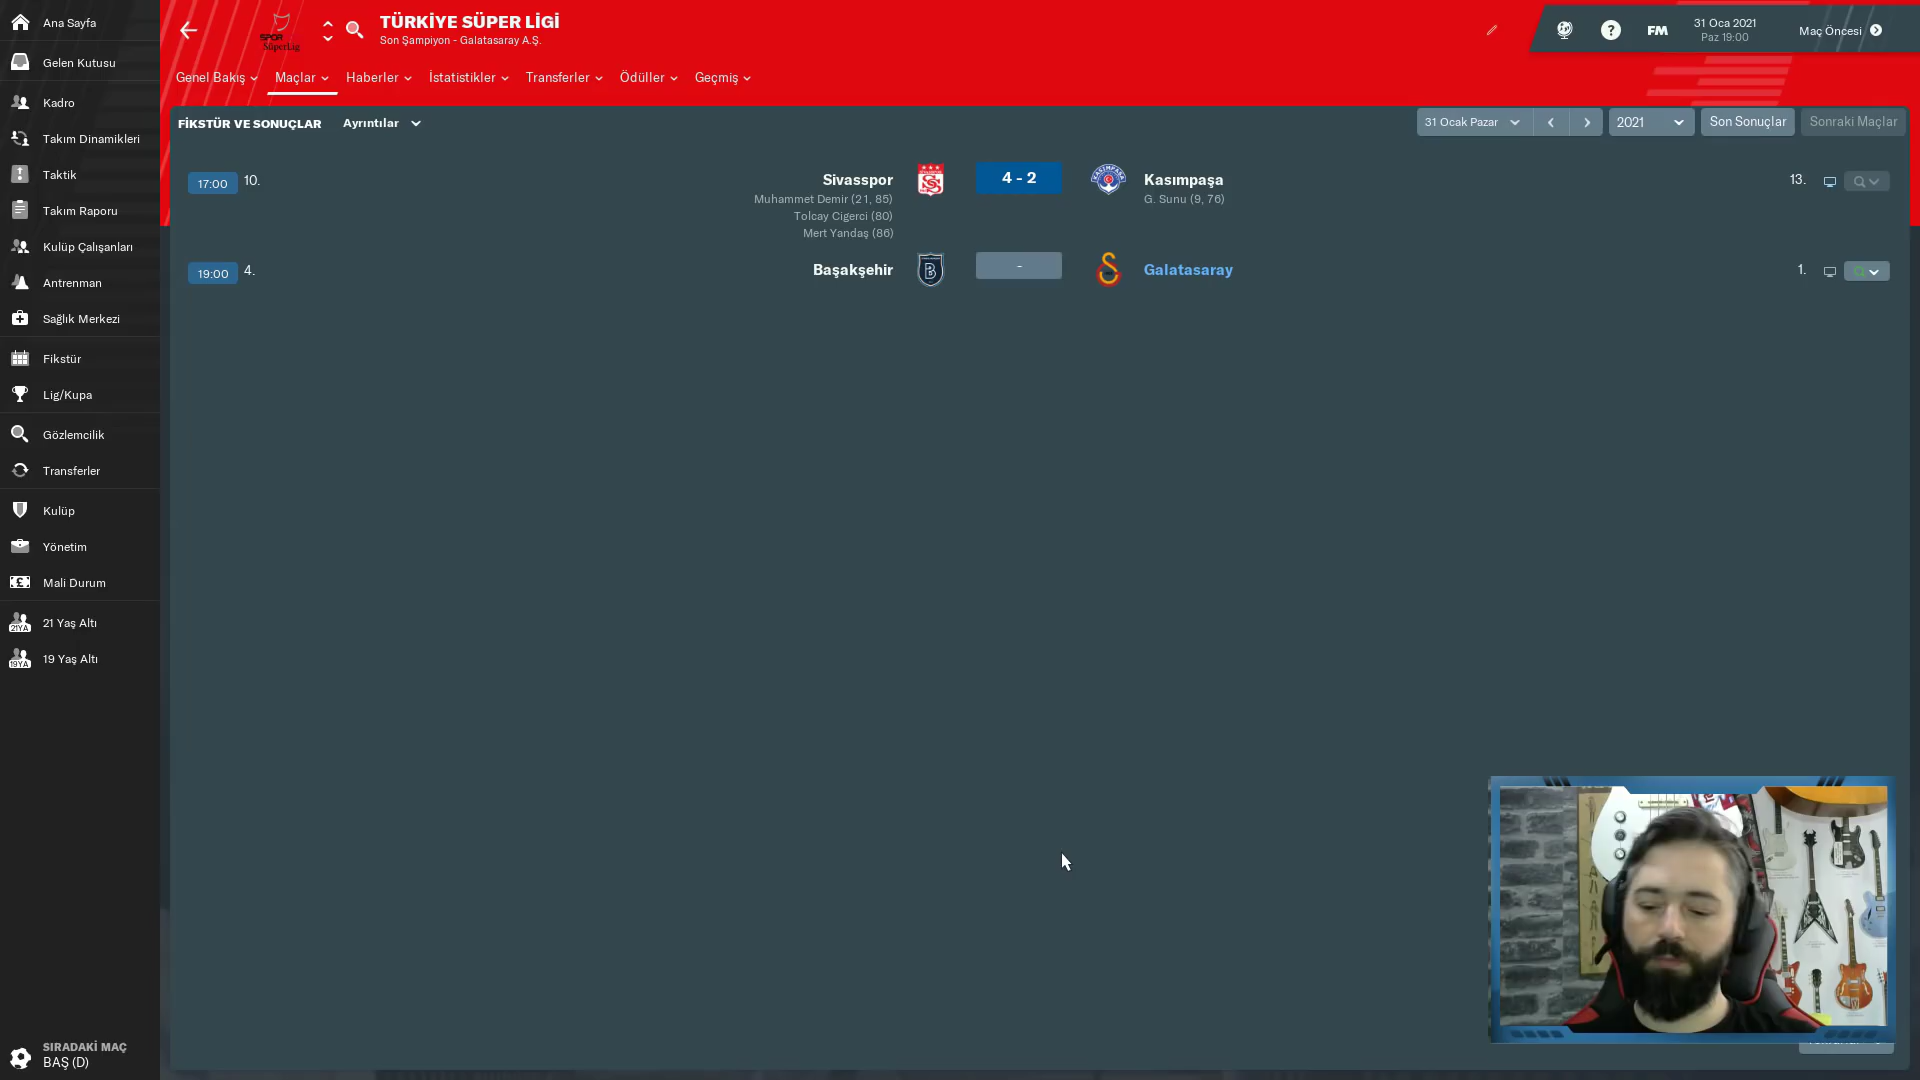 Ana Sayfa
Gelen Kutusu
Kadro
Takım Dinamikleri
Taktik
Takım Raporu
Kulüp Çalışanları
Antrenman
Sağlık Merkezi
Fikstür
Lig/Kupa
Gözlemcilik
Transferler
Kulüp
Yönetim
Mali Durum
21YA
21 Yaş Altı
19YA
19 Yaş Altı
SIRADAKİ MAÇ
BAŞ (D)
SPOR
SüperLig
TÜRKİYE SÜPER LİGİ
Son Şampiyon - Galatasaray A.Ş.
FM
31 Oca 2021
Paz 19:00
Maç Öncesi
Genel Bakış
Maçlar
Haberler
İstatistikler
Transferler
Ödüller
Geçmiş
FİKSTÜR VE SONUÇLAR
Ayrıntılar
31 Ocak Pazar
2021
Son Sonuçlar
Sonraki Maçlar
17:00 10. Sivasspor 4 - 2 Kasımpaşa 13.
Muhammet Demir (21, 85) G. Sunu (9, 76)
Tolcay Cigerci (80)
Mert Yandaş (86)
19:00 4. Başakşehir - Galatasaray 1.